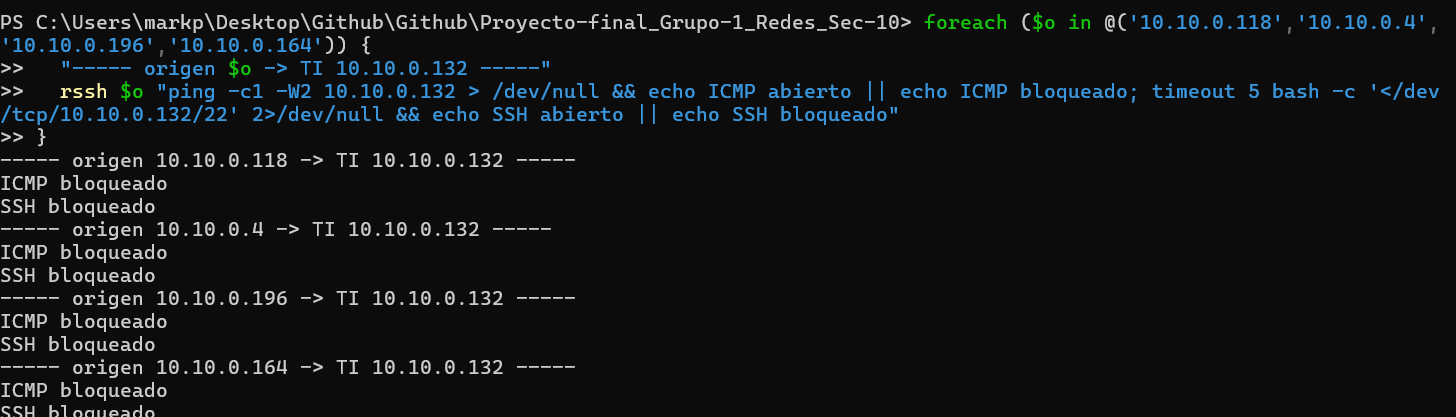 PS C:\Users\markp\Desktop\Github\Github\Proyecto-final_Grupo-1_Redes_Sec-10> foreach ($o in @('10.10.0.118','10.10.0.4',
'10.10.0.196','10.10.0.164')) {
>>   "----- origen $o -> TI 10.10.0.132 -----"
>>   rssh $o "ping -c1 -W2 10.10.0.132 > /dev/null && echo ICMP abierto || echo ICMP bloqueado; timeout 5 bash -c '</dev
/tcp/10.10.0.132/22' 2>/dev/null && echo SSH abierto || echo SSH bloqueado"
>> }
----- origen 10.10.0.118 -> TI 10.10.0.132 -----
ICMP bloqueado
SSH bloqueado
----- origen 10.10.0.4 -> TI 10.10.0.132 -----
ICMP bloqueado
SSH bloqueado
----- origen 10.10.0.196 -> TI 10.10.0.132 -----
ICMP bloqueado
SSH bloqueado
----- origen 10.10.0.164 -> TI 10.10.0.132 -----
ICMP bloqueado
SSH bloqueado